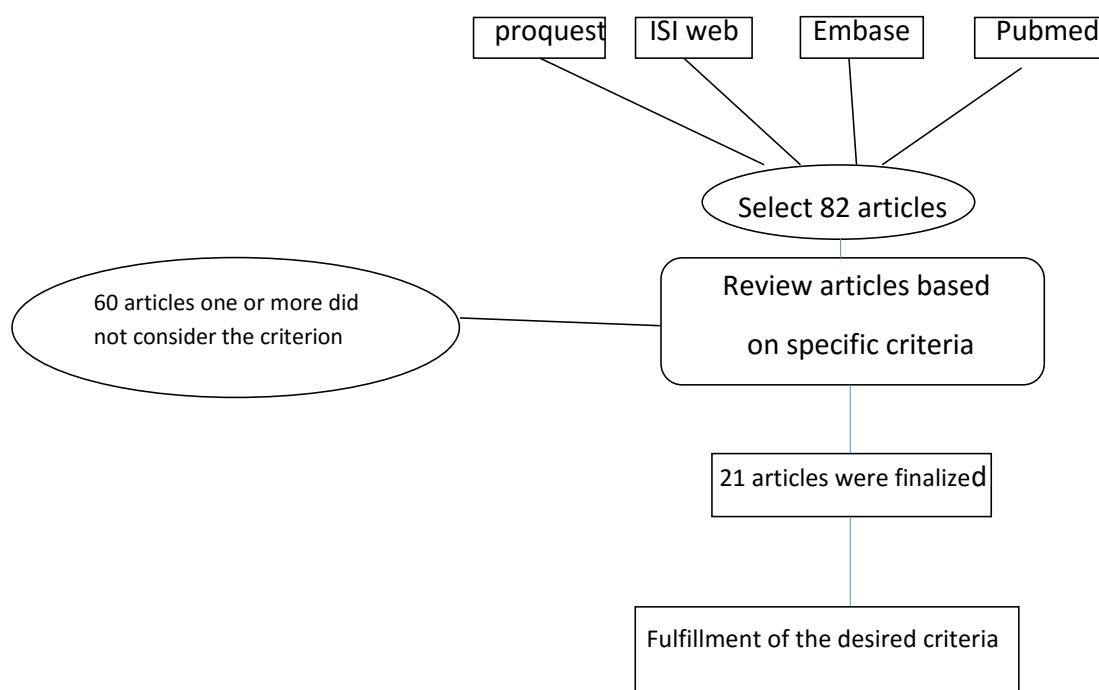 proquest
ISI web
Embase
Pubmed
Select 82 articles
Review articles based
on specific criteria
60 articles one or more did
not consider the criterion
21 articles were finalized
Fulfillment of the desired criteria